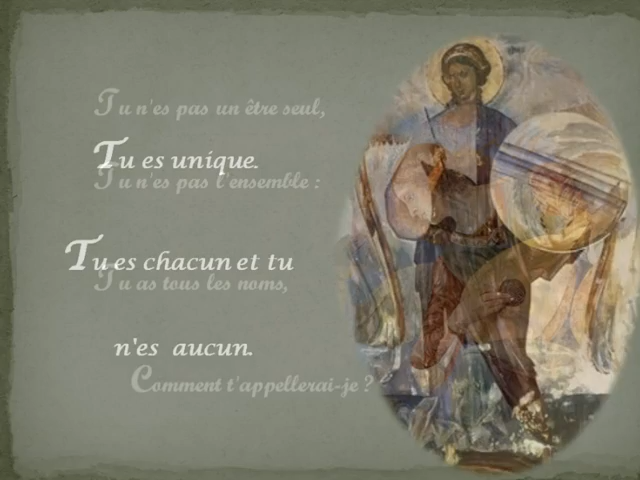 Tu n'es pas un être seul,
Tu es unique.
Tu n'es pas l'ensemble :
Tu es chacun et tu
Tu as tous les noms,
n'es aucun.
Comment t'appellerai-je ?